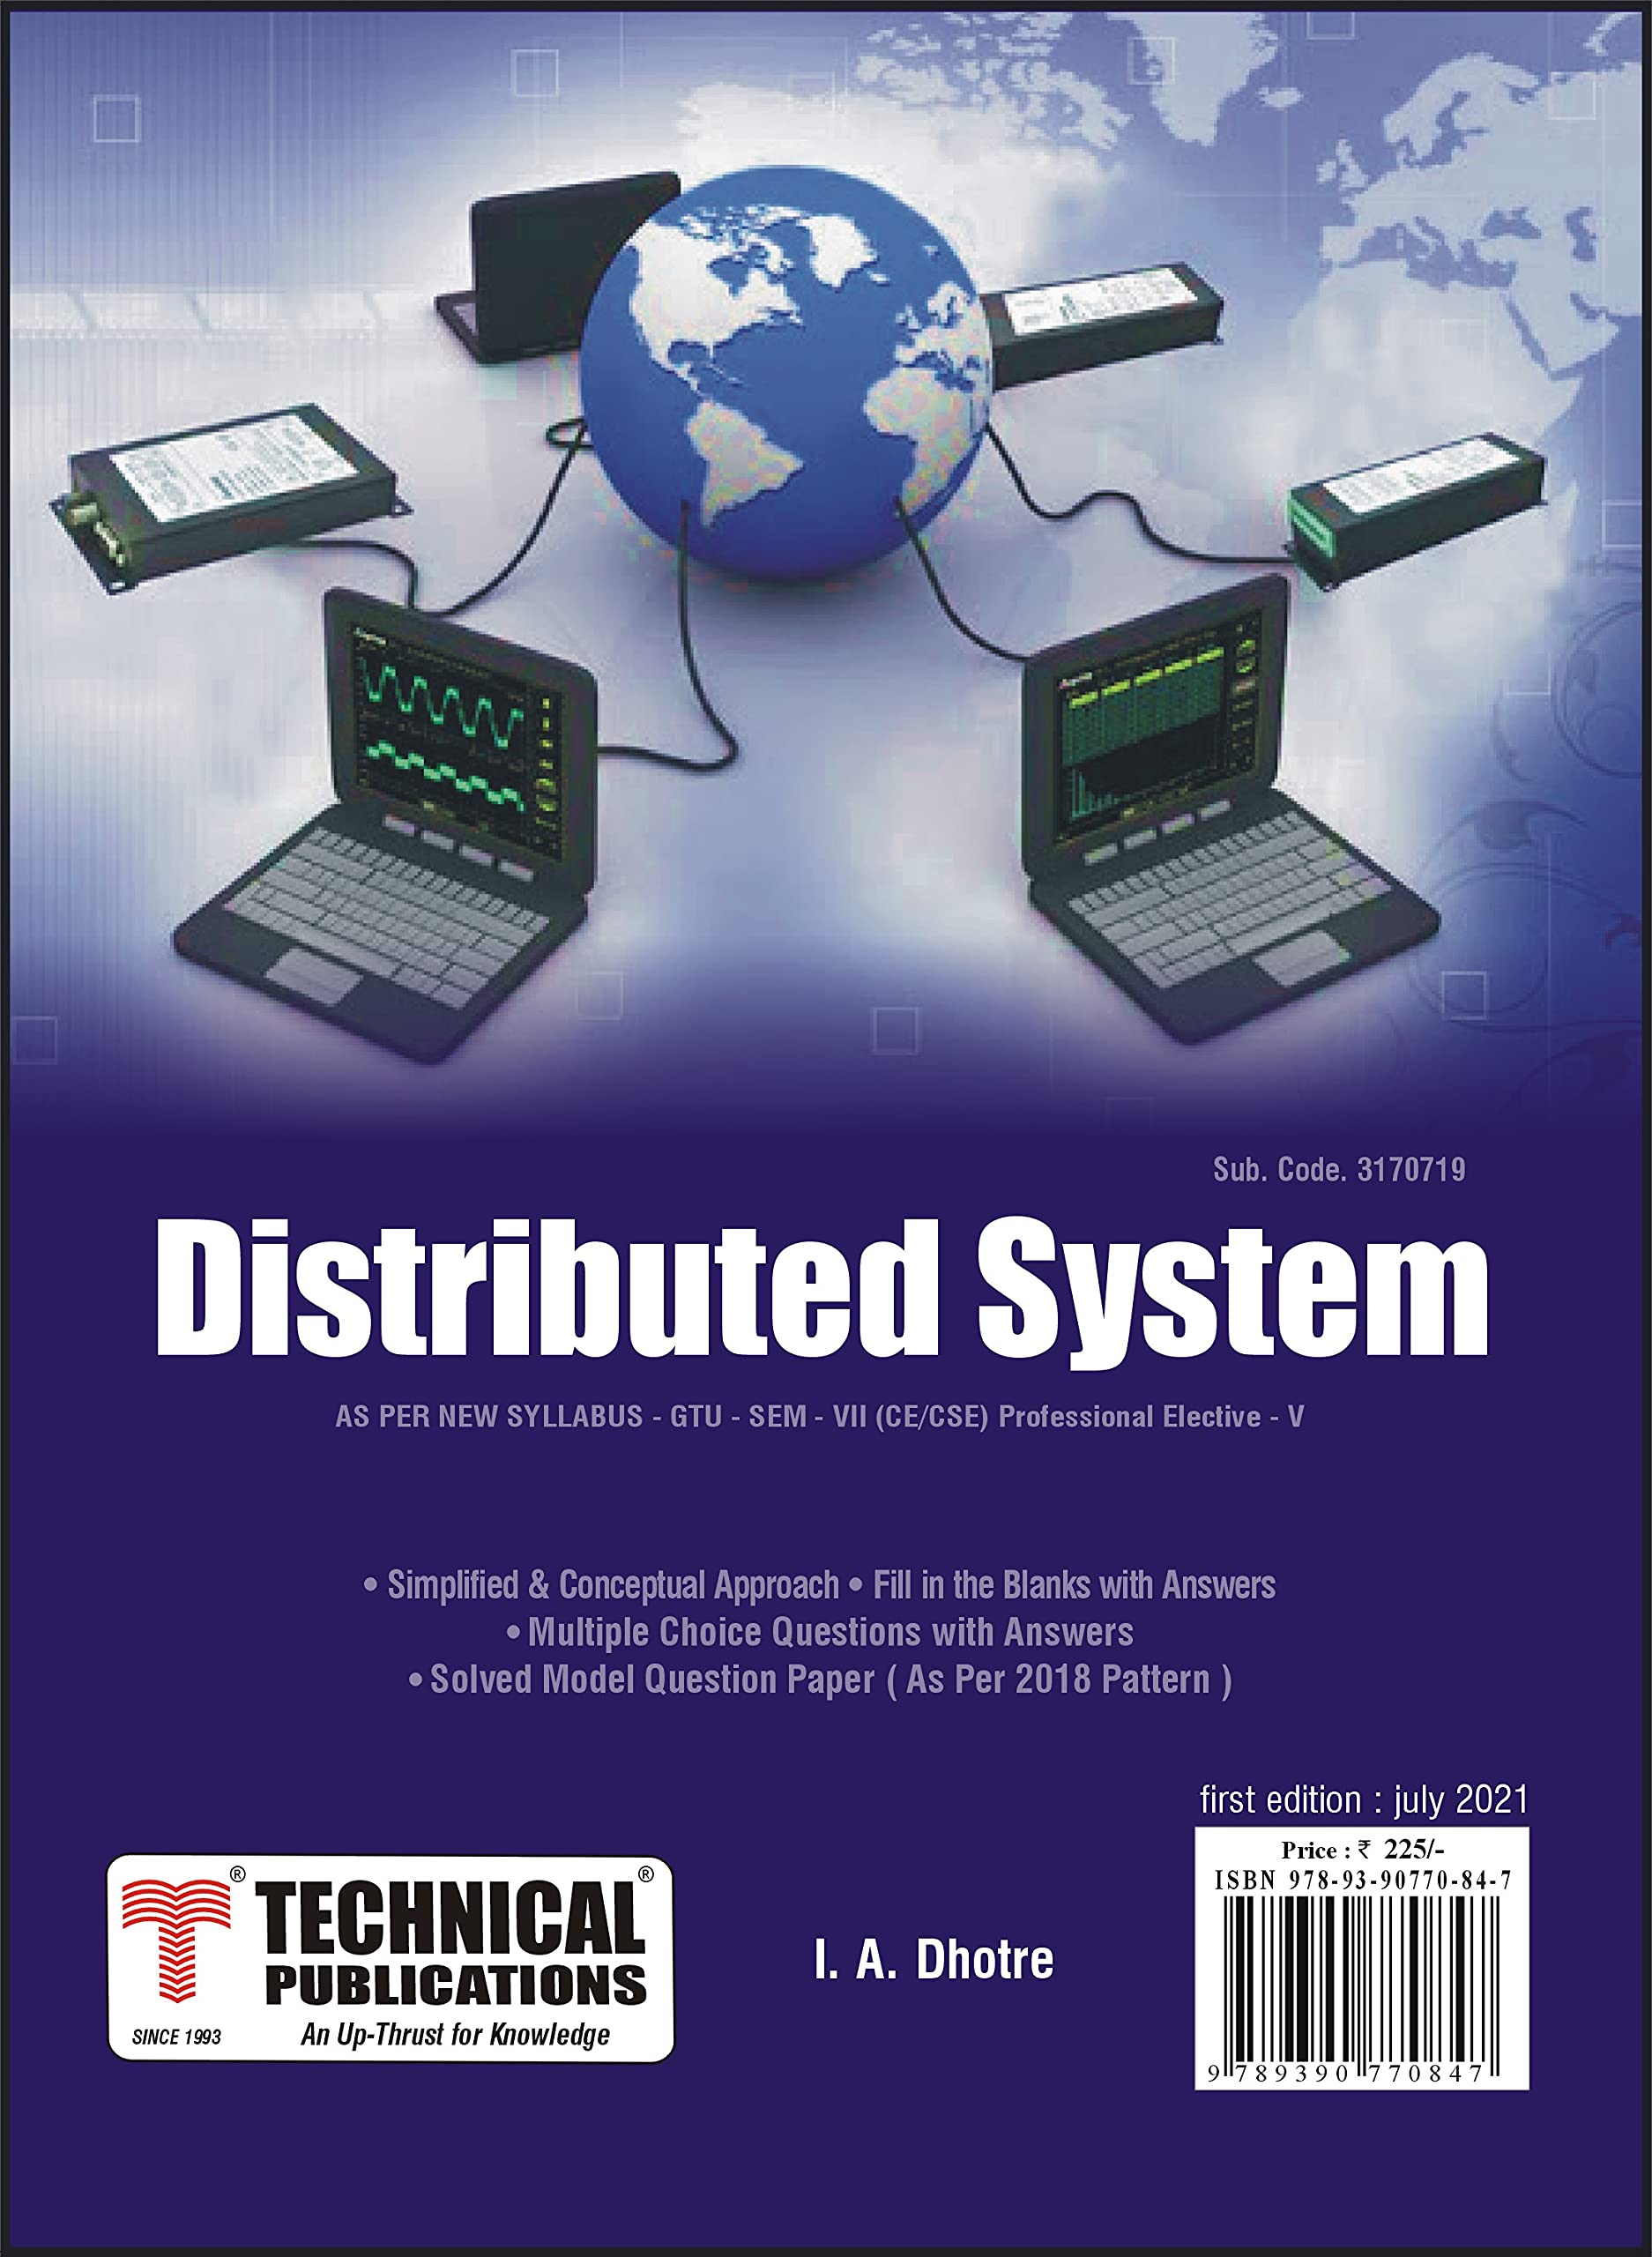 Sub. Code. 3170719
Distributed System
AS PER NEW SYLLABUS - GTU - SEM - VII (CE/CSE) Professional Elective - V
• Simplified & Conceptual Approach • Fill in the Blanks with Answers
• Multiple Choice Questions with Answers
• Solved Model Question Paper ( As Per 2018 Pattern )
first edition : july 2021
Price : ₹ 225/-
ISBN 978-93-90770-84-7
9 789390 770847
I. A. Dhotre
® ®
TECHNICAL
PUBLICATIONS
SINCE 1993 An Up-Thrust for Knowledge